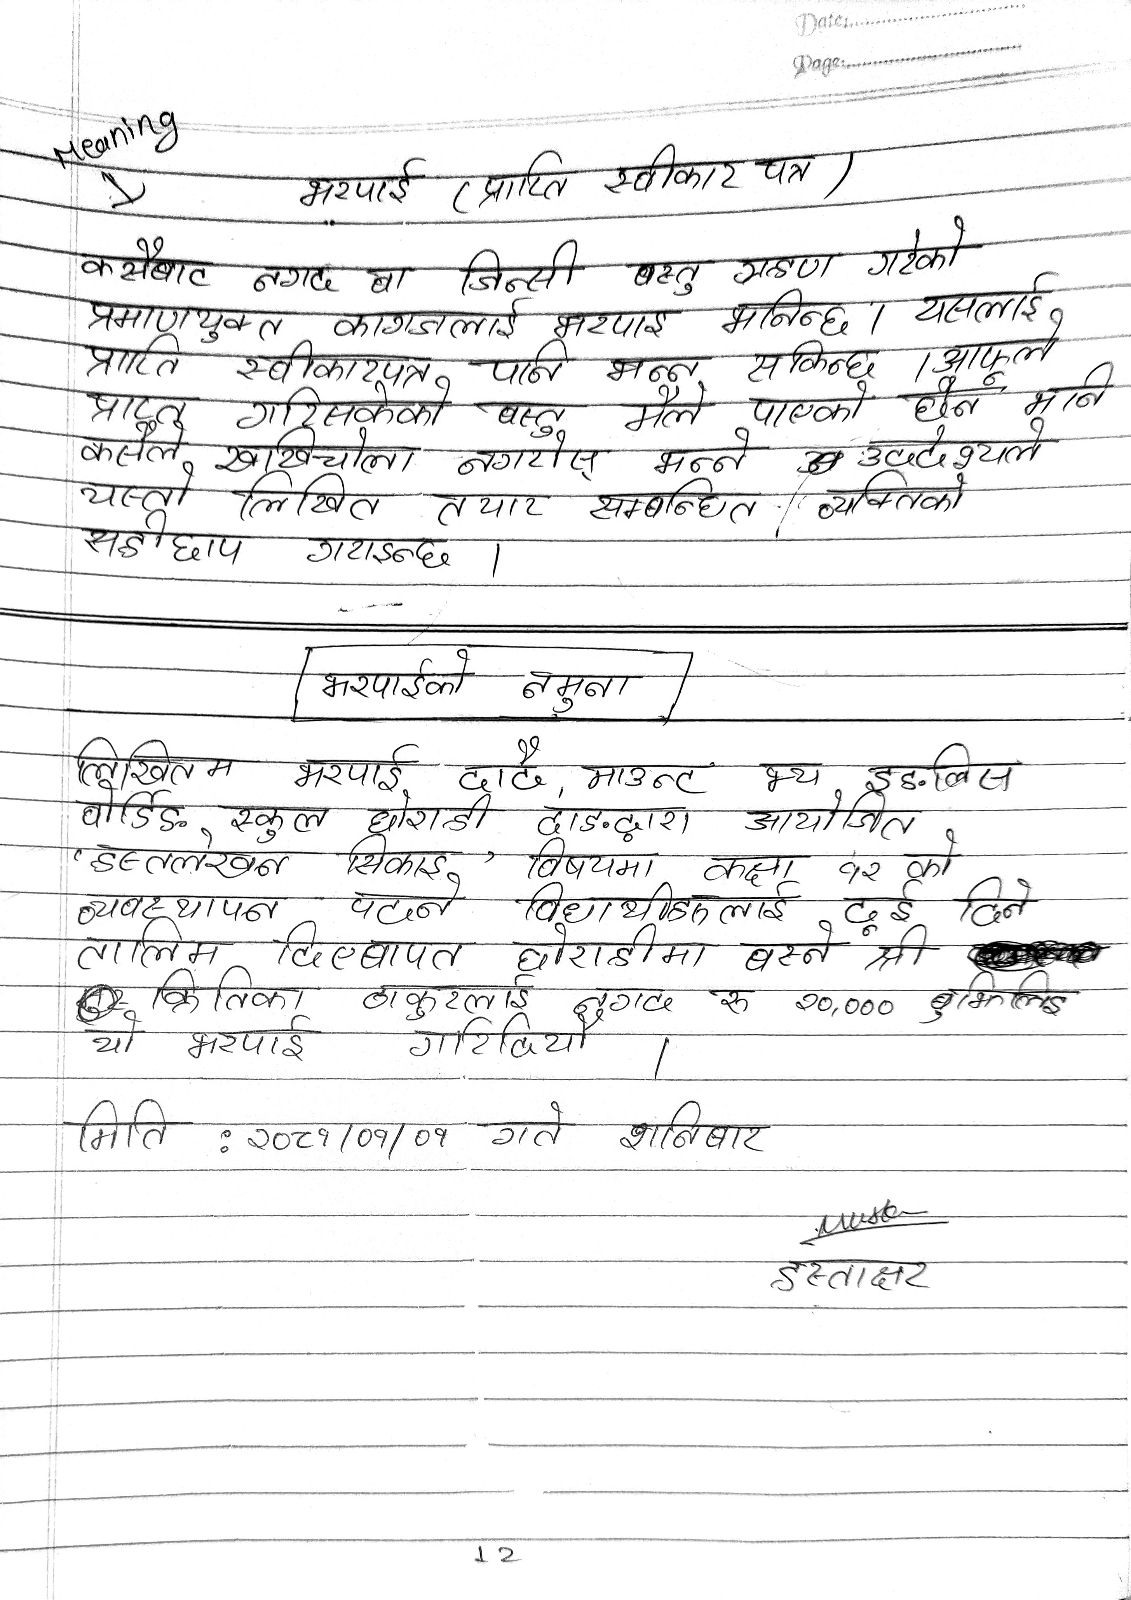 Date:
Page:
Meaning
भरपाई (प्राप्ति स्वीकार पत्र)
कसैबाट नगद वा जिन्सी वस्तु ग्रहण गरेको
प्रमाणयुक्त कागजलाई भरपाइ भनिन्छ । यसलाई
प्राप्ति स्वीकारपत्र पनि भन्न सकिन्छ । आफूले
प्राप्त गरिसकेको वस्तु मैले पाएको छैन भनि
कसैले खिचोला नगरोस् भन्ने उद्देश्यले
यस्तो लिखित तयार सम्बन्धित व्यक्तिको
सहीछाप गराइन्छ ।
भरपाईको नमुना
लिखितम भरपाई दाङ्गै, माउन्ट भ्यू इङलिस
बोर्डिङ स्कुल घोराही दाङद्वारा आयोजित
'हस्तलेखन सिकाइ' विषयमा कक्षा १२ को
व्यवस्थापन पढ्ने विद्यार्थीहरुलाई दूई दिने
तालिम दिएबापत घोराहीमा बस्ने श्री
क्रितिका ठाकुरलाई नगद रु २०,००० बुझिलिइ
यो भरपाई गरिदियौ ।
मिति : २०८१/०१/०१ गते शनिबार
हस्ताक्षर
12